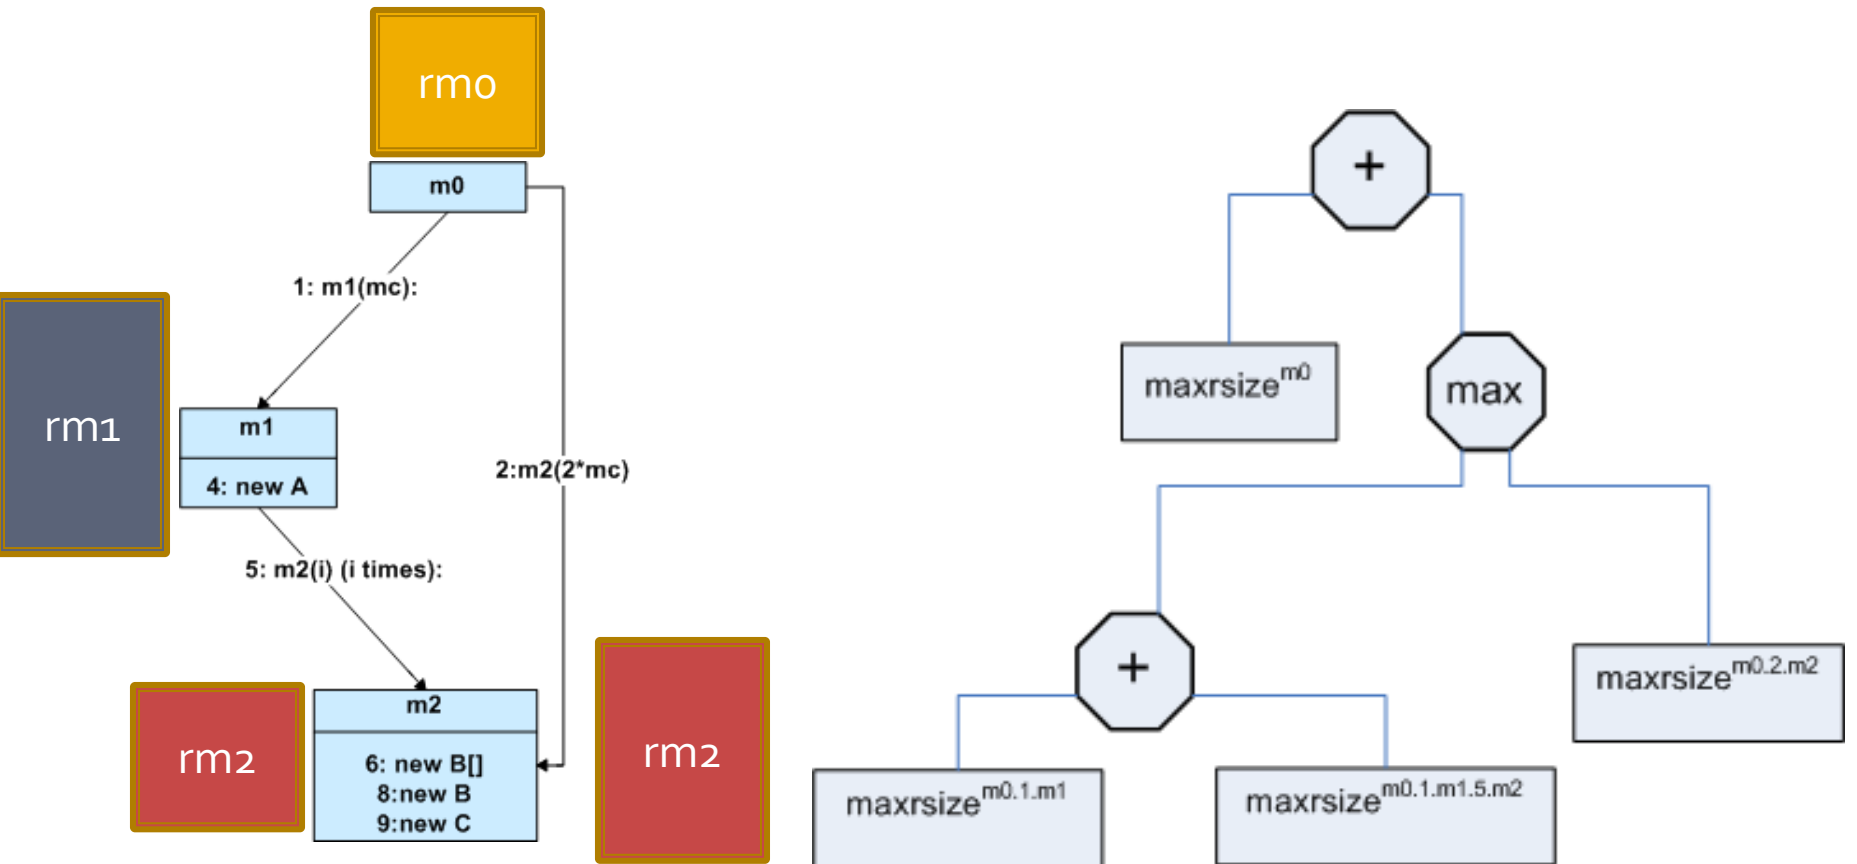 rm0
m0
1: m1(mc):
rm1
m1
4: new A
2:m2(2*mc)
5: m2(i) (i times):
rm2
m2
6: new B[]
8:new B
9:new C
rm2
+
maxrsize^m0
max
+
maxrsize^m0.2.m2
maxrsize^m0.1.m1
maxrsize^m0.1.m1.5.m2